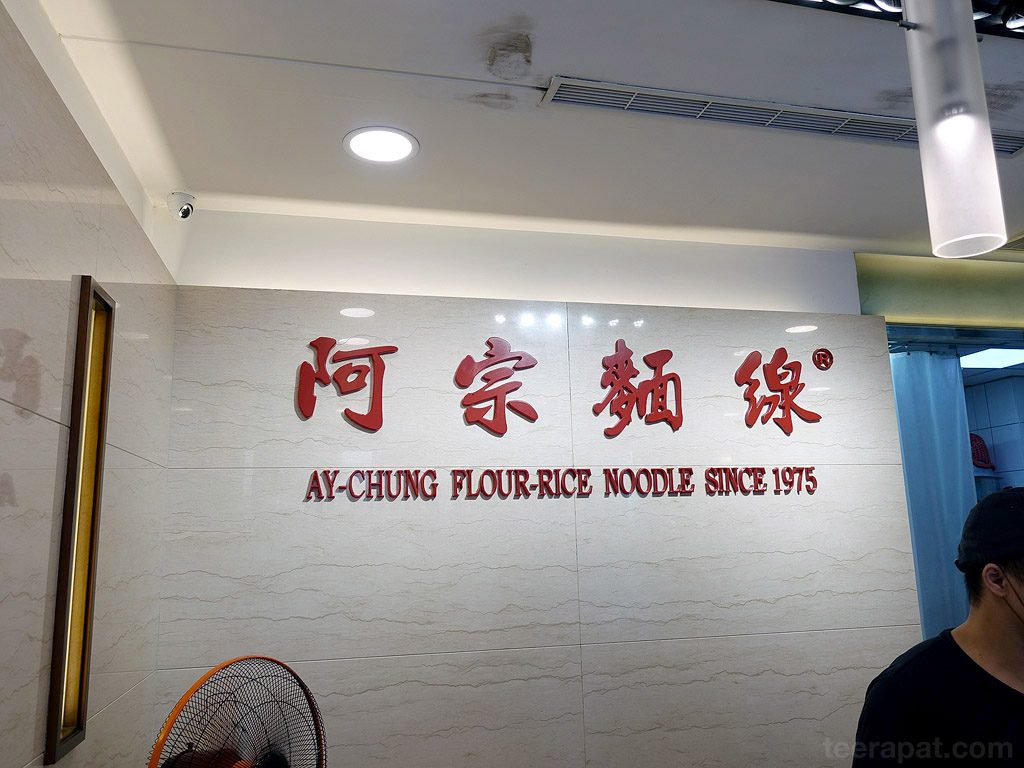 阿宗麵線®
AY-CHUNG FLOUR-RICE NOODLE SINCE 1975
teerapat.com